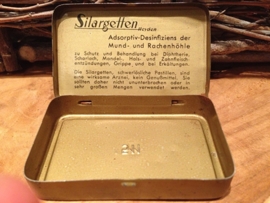 Silargetten
Adsorptiv-Desinfiziens der
Mund- und Rachenhöhle
zu Schutz und Behandlung bei Diphtherie,
Scharlach, Mandel-, Hals- und Zahnfleisch-
entzündungen, Grippe und bei Erkältungen.
Die Silargetten, schwerlösliche Pastillen, sind
eine wirksame Arznei, kein Genußmittel. Sie
sollten daher nicht ununterbrochen oder in
sehr großen Mengen verwendet werden.